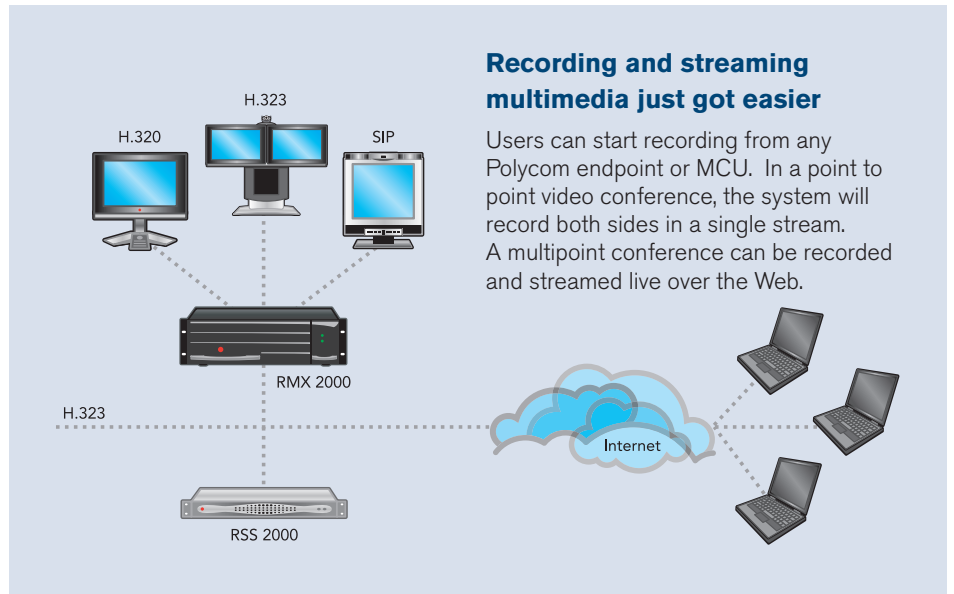 Recording and streaming
multimedia just got easier
Users can start recording from any
Polycom endpoint or MCU.  In a point to
point video conference, the system will
record both sides in a single stream.
A multipoint conference can be recorded
and streamed live over the Web.
H.323
H.320
SIP
RMX 2000
H.323
Internet
RSS 2000